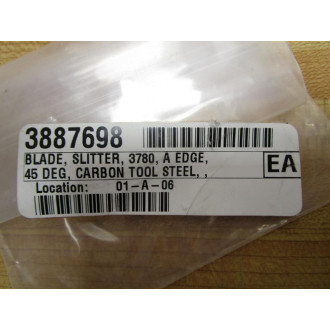 3887698
BLADE, SLITTER, 3780, A EDGE,
45 DEG, CARBON TOOL STEEL, ,
EA
Location: 01-A-06